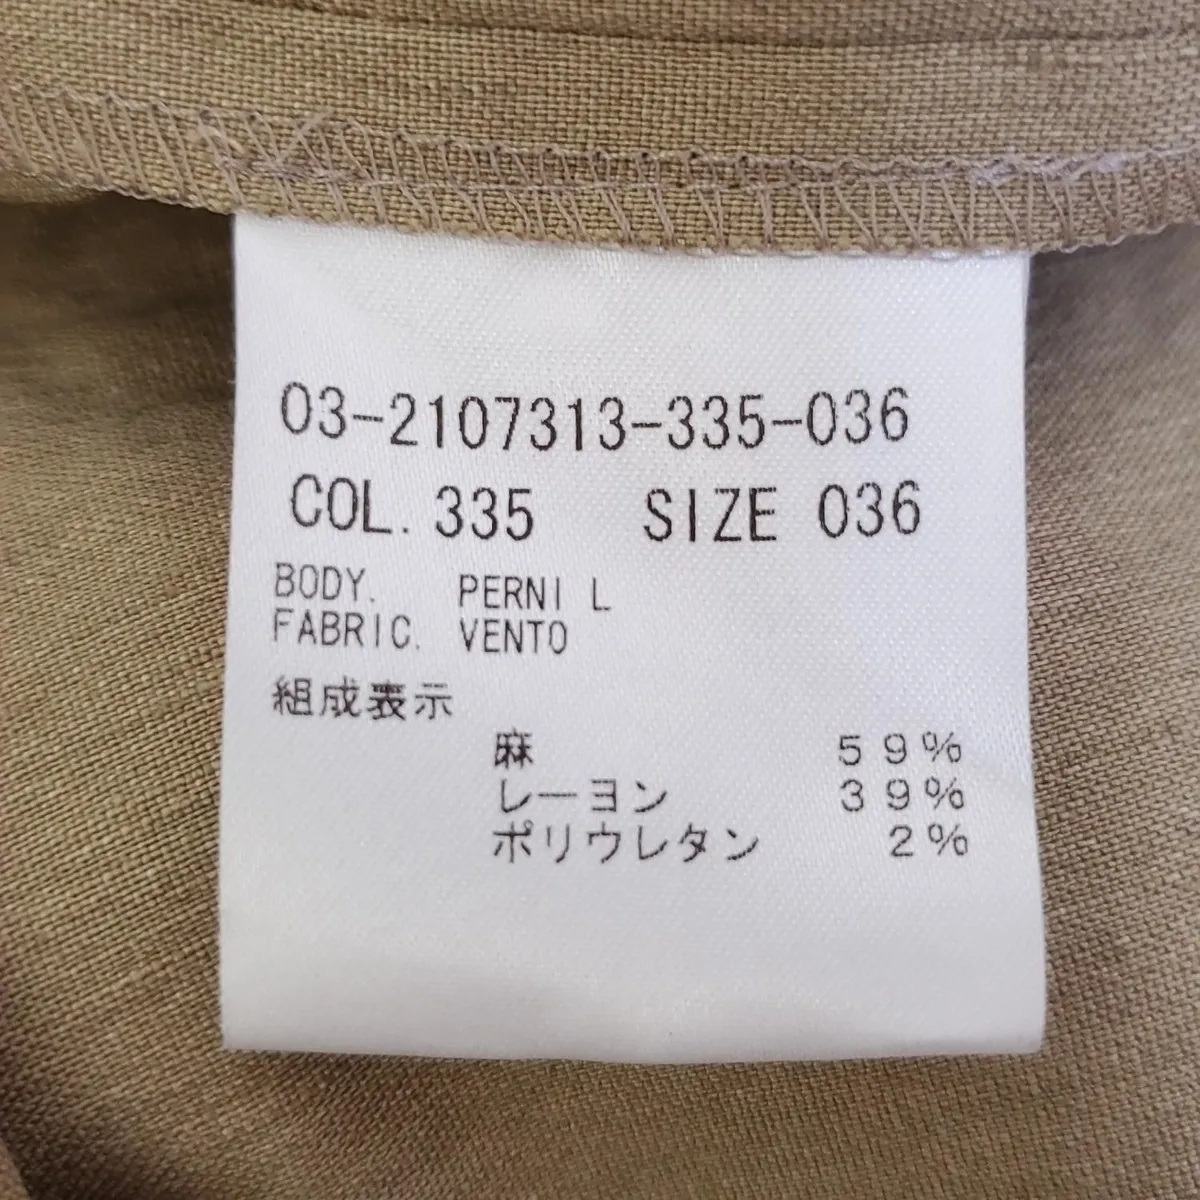 03-2107313-335-036
COL. 335 SIZE 036
BODY. PERNI L
FABRIC. VENTO
組成表示
麻 59%
レーヨン 39%
ポリウレタン 2%